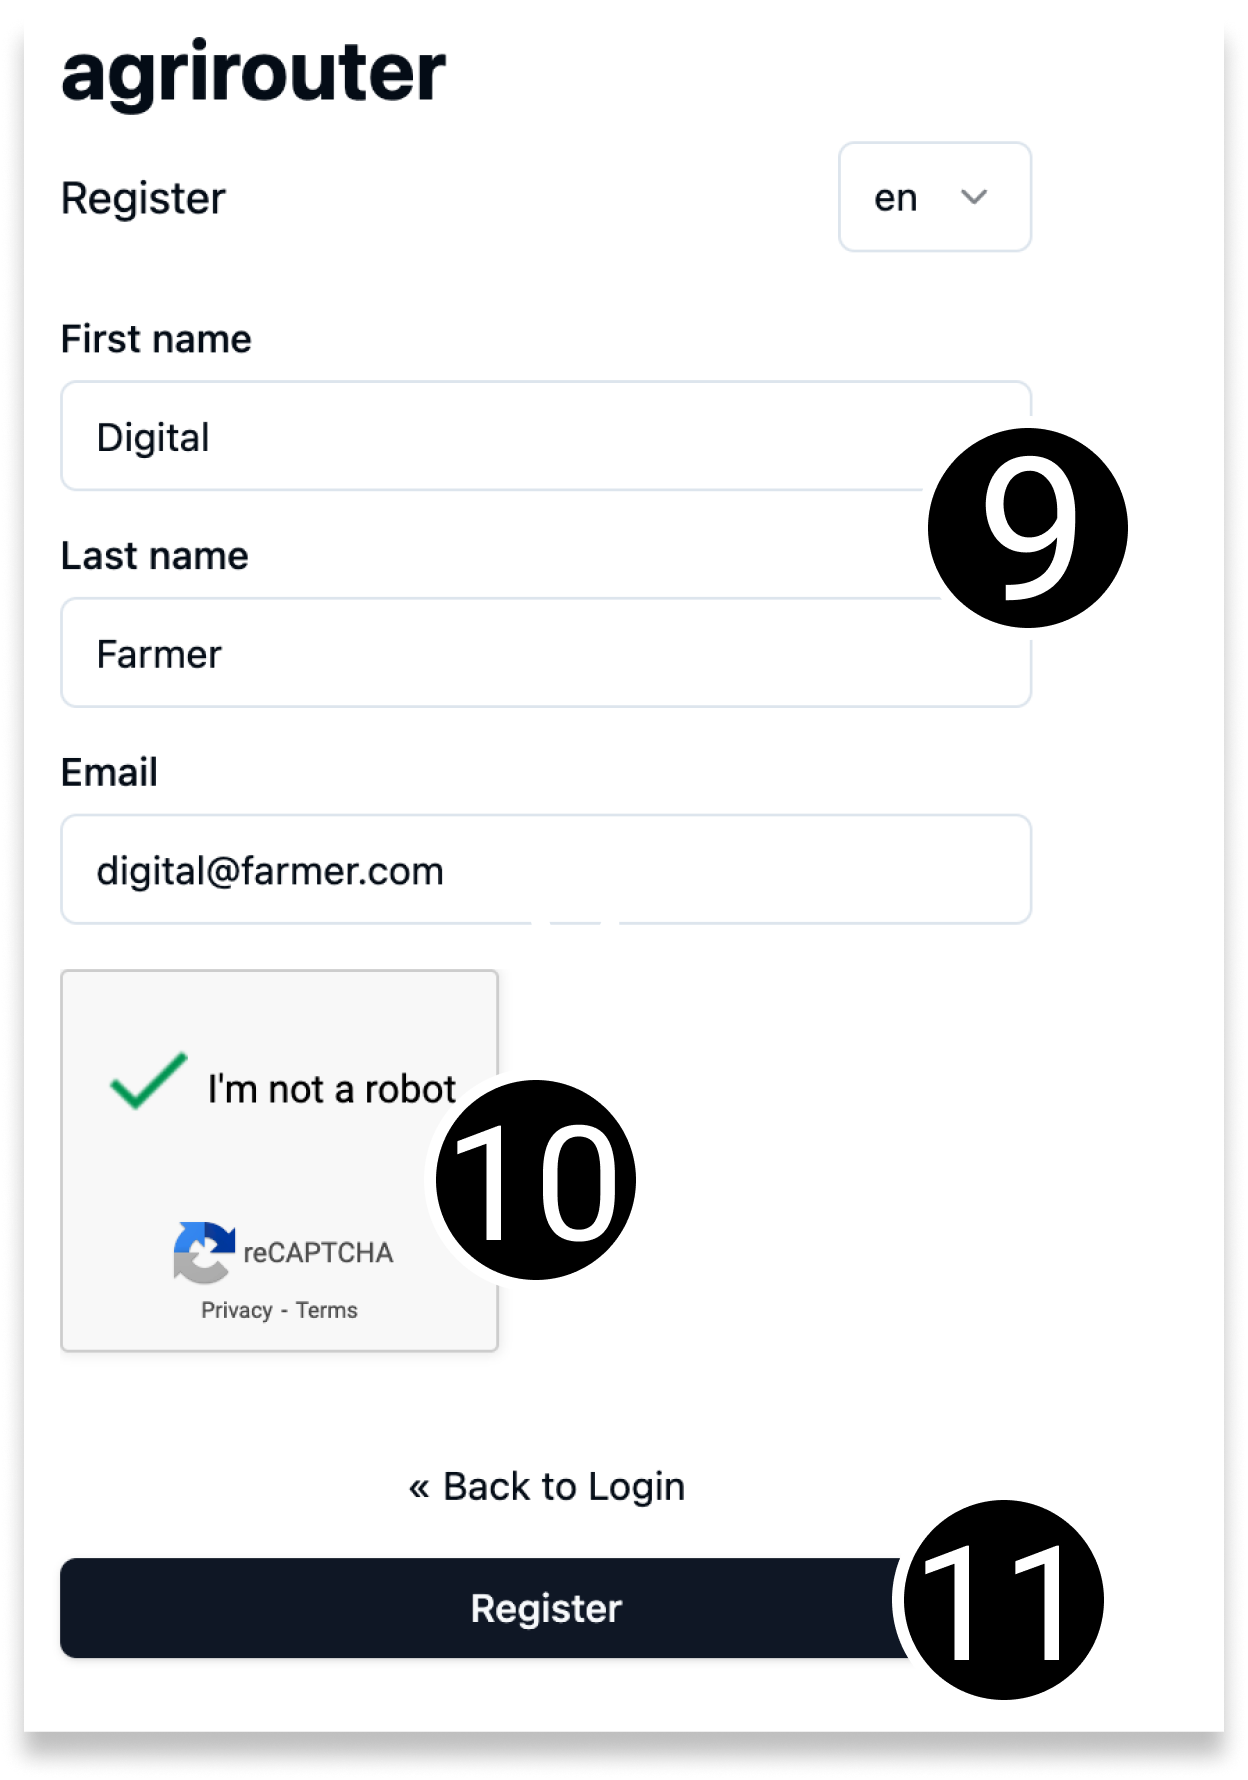 agrirouter
Register
en
First name
Digital
9
Last name
Farmer
Email
digital@farmer.com
I'm not a robot
10
reCAPTCHA
Privacy - Terms
« Back to Login
Register
11